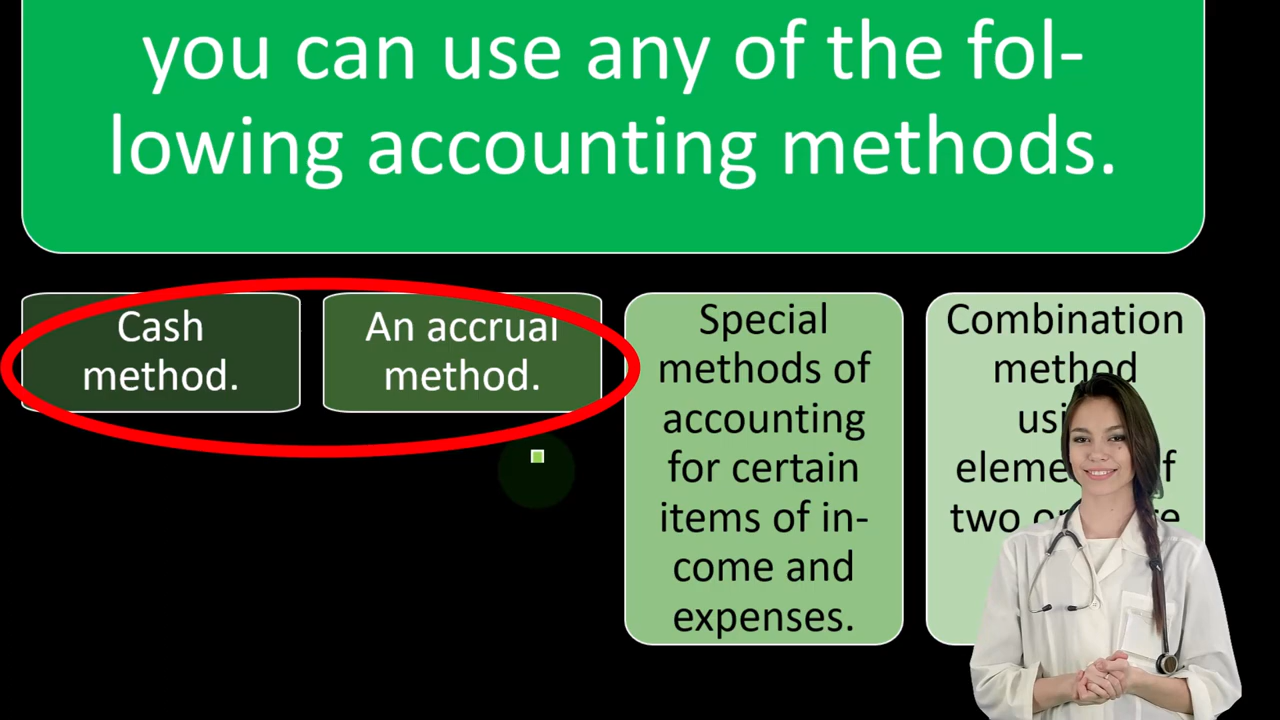 you can use any of the fol-
lowing accounting methods.
Cash
method.
An accrual
method.
Special
methods of
accounting
for certain
items of in-
come and
expenses.
Combination
method
two